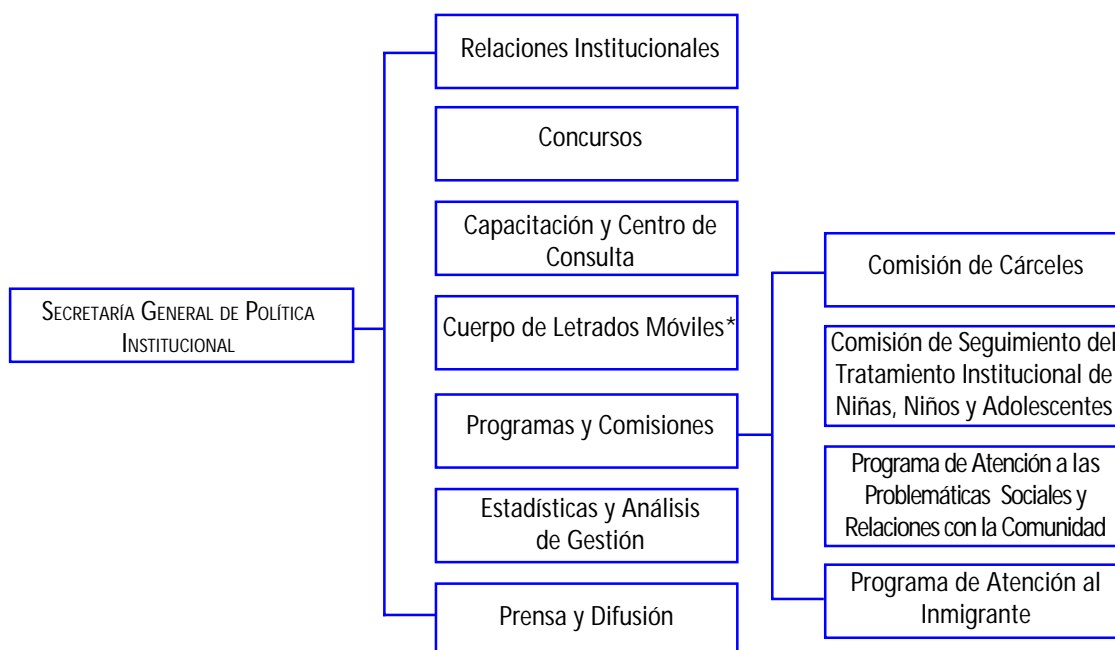 SECRETARÍA GENERAL DE POLÍTICA
INSTITUCIONAL
Relaciones Institucionales
Concursos
Capacitación y Centro de
Consulta
Cuerpo de Letrados Móviles*
Programas y Comisiones
Estadísticas y Análisis
de Gestión
Prensa y Difusión
Comisión de Cárceles
Comisión de Seguimiento del
Tratamiento Institucional de
Niñas, Niños y Adolescentes
Programa de Atención a las
Problemáticas Sociales y
Relaciones con la Comunidad
Programa de Atención al
Inmigrante